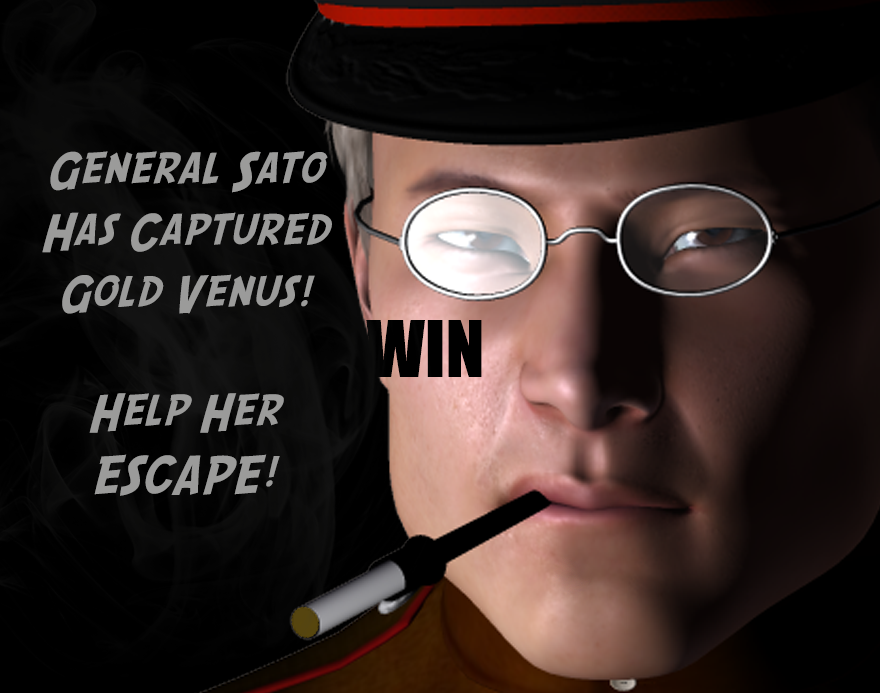 General Sato
Has Captured
Gold Venus!
WIN
Help Her
ESCAPE!